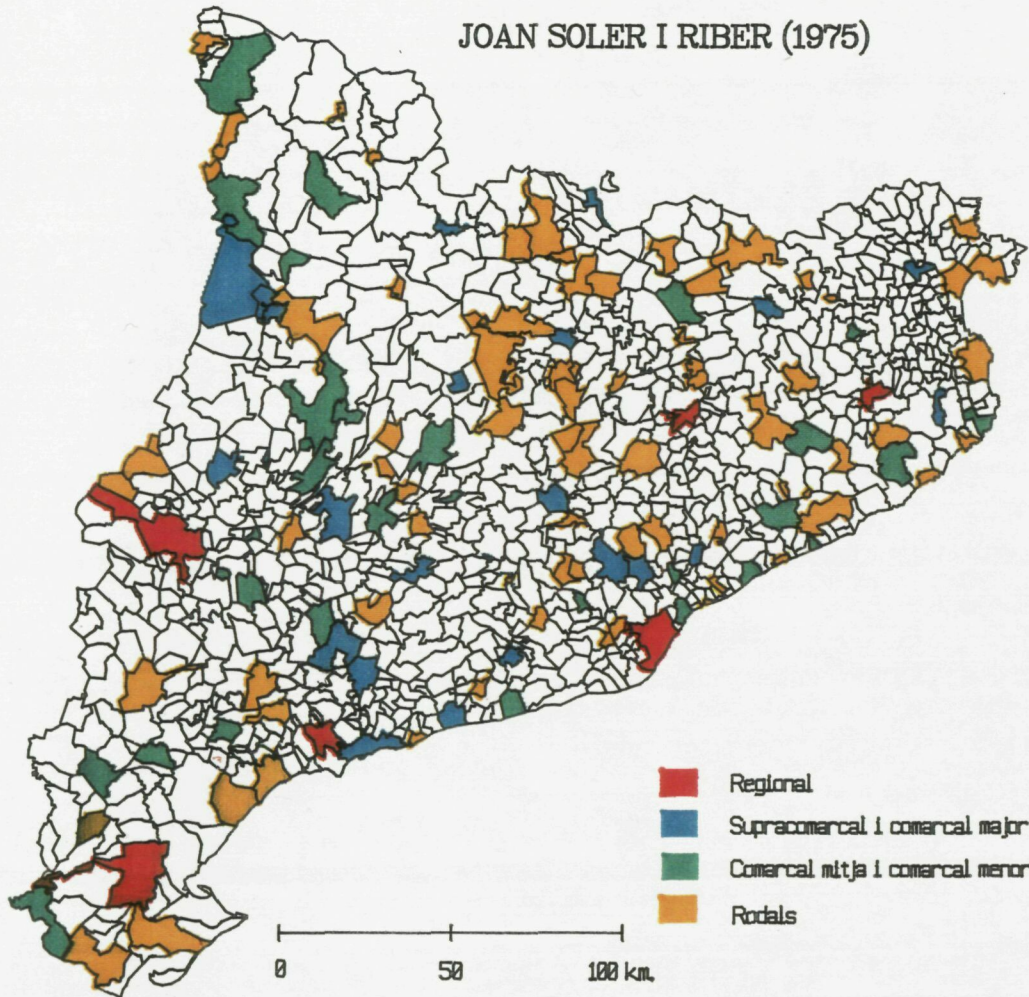 JOAN SOLER I RIBER (1975)
Regional
Supracomarcal i comarcal major
Comarcal mitja i comarcal menor
Rodals
0 50 100 km.